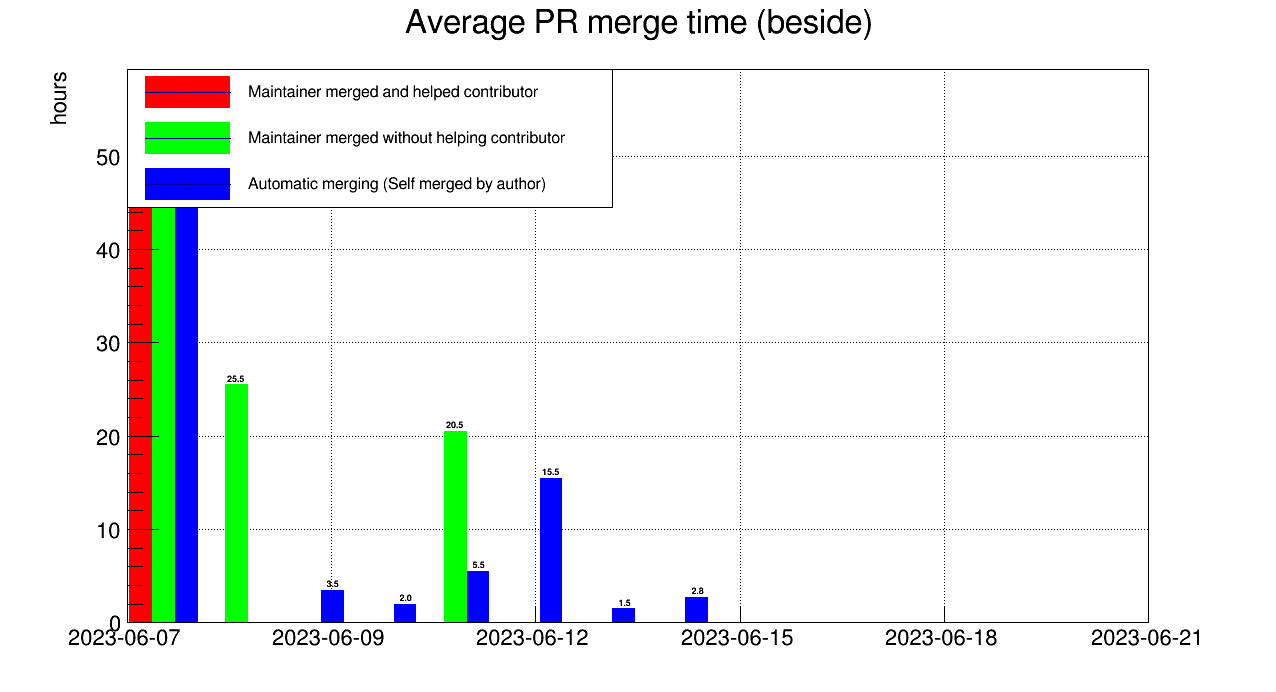 Average PR merge time (beside)
hours
Maintainer merged and helped contributor
Maintainer merged without helping contributor
Automatic merging (Self merged by author)
50
40
30
20
10
0
25.5
20.5
15.5
3.5
2.0
5.5
1.5
2.8
2023-06-07 2023-06-09 2023-06-12 2023-06-15 2023-06-18 2023-06-21